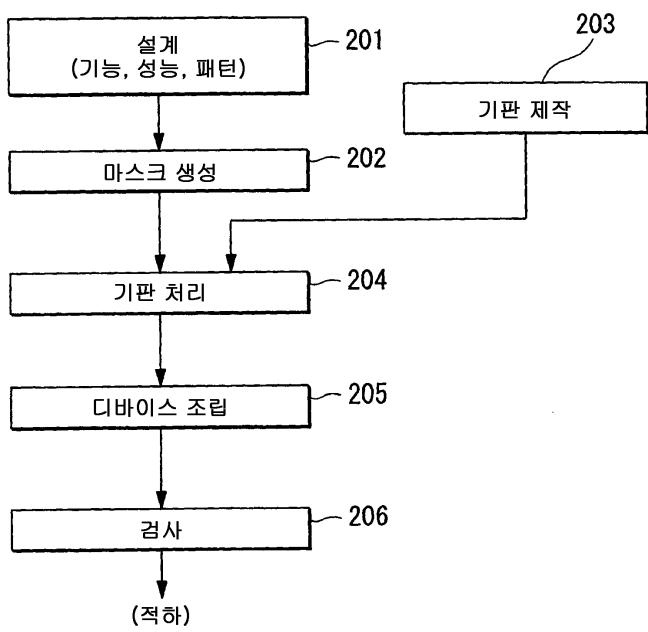 설계
(기능, 성능, 패턴)
201
203
기판 제작
마스크 생성
202
기판 처리
204
디바이스 조립
205
검사
206
(적하)